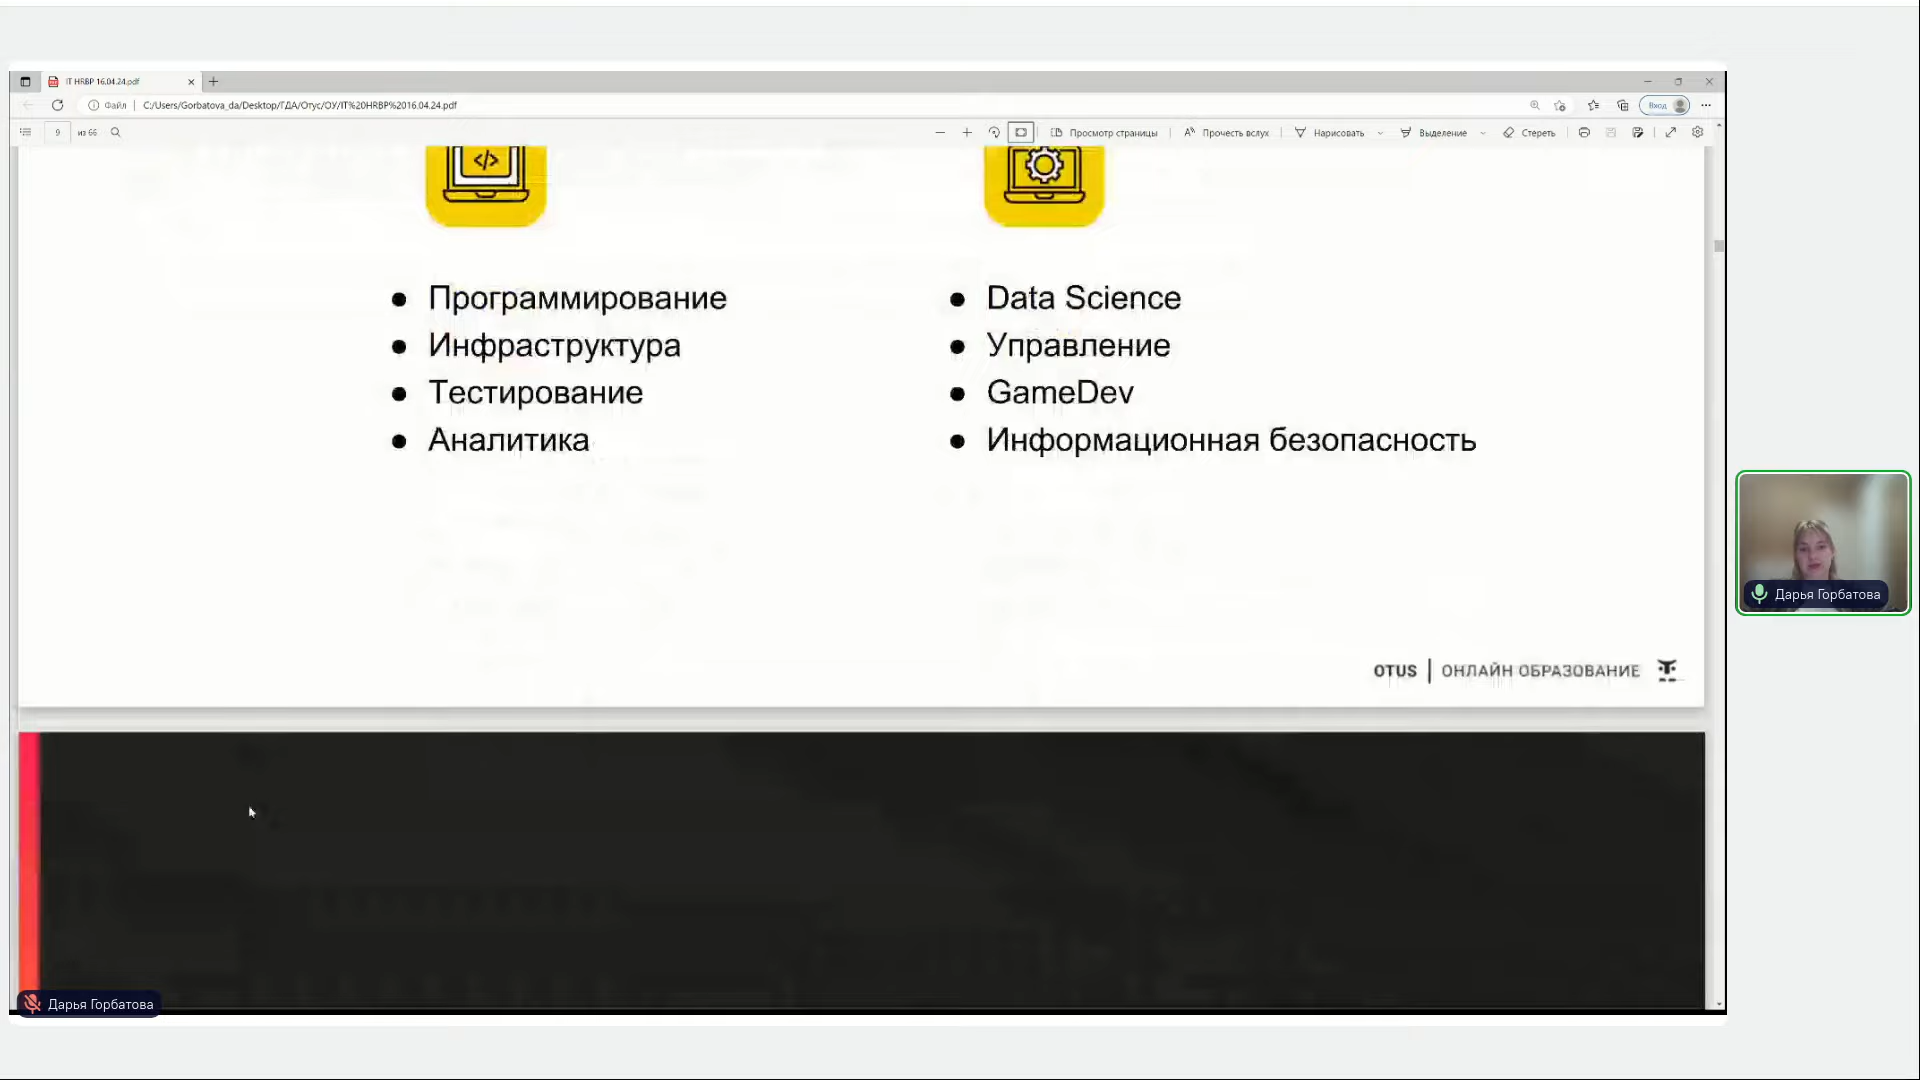 IT HRBP 16.04.24.pdf
Файл
C:/Users/Gorbatova_da/Desktop/ГДА/Отус/ОУ/IT%20HRBP%2016.04.24.pdf
Вход
9 из 66
Просмотр страницы
Прочесть вслух
Нарисовать
Выделение
Стереть
</>
Программирование
Инфраструктура
Тестирование
Аналитика
Data Science
Управление
GameDev
Информационная безопасность
OTUS | ОНЛАЙН ОБРАЗОВАНИЕ
Дарья Горбатова
Дарья Горбатова